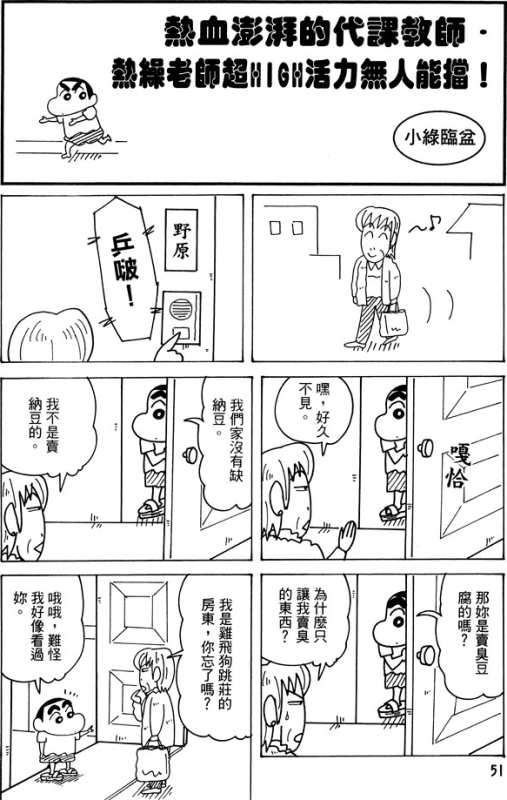 熱血澎湃的代課教師・
熱繰老師超HIGH活力無人能擋！
小綠臨盆
野原
乒啵！
嘎恰
嘿，好久
不見。
我們家沒有缺
納豆。
我不是賣
納豆的。
那妳是賣臭豆
腐的嗎？
為什麼只
讓我賣臭
的東西？
我是雞飛狗跳莊的
房東，你忘了嗎？
哦哦，難怪
我好像看過
妳。
51